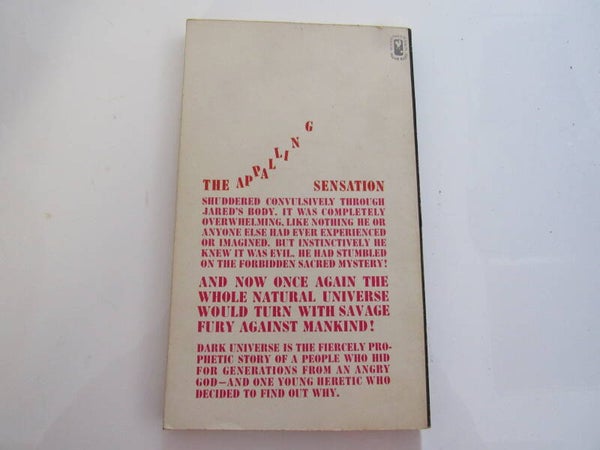 THE APPALLING SENSATION
SHUDDERED CONVULSIVELY THROUGH
JARED'S BODY. IT WAS COMPLETELY
OVERWHELMING, LIKE NOTHING HE OR
ANYONE ELSE HAD EVER EXPERIENCED
OR IMAGINED. BUT INSTINCTIVELY HE
KNEW IT WAS EVIL. HE HAD STUMBLED
ON THE FORBIDDEN SACRED MYSTERY!
AND NOW ONCE AGAIN THE
WHOLE NATURAL UNIVERSE
WOULD TURN WITH SAVAGE
FURY AGAINST MANKIND!
DARK UNIVERSE IS THE FIERCELY PRO-
PHETIC STORY OF A PEOPLE WHO HID
FOR GENERATIONS FROM AN ANGRY
GOD—AND ONE YOUNG HERETIC WHO
DECIDED TO FIND OUT WHY.